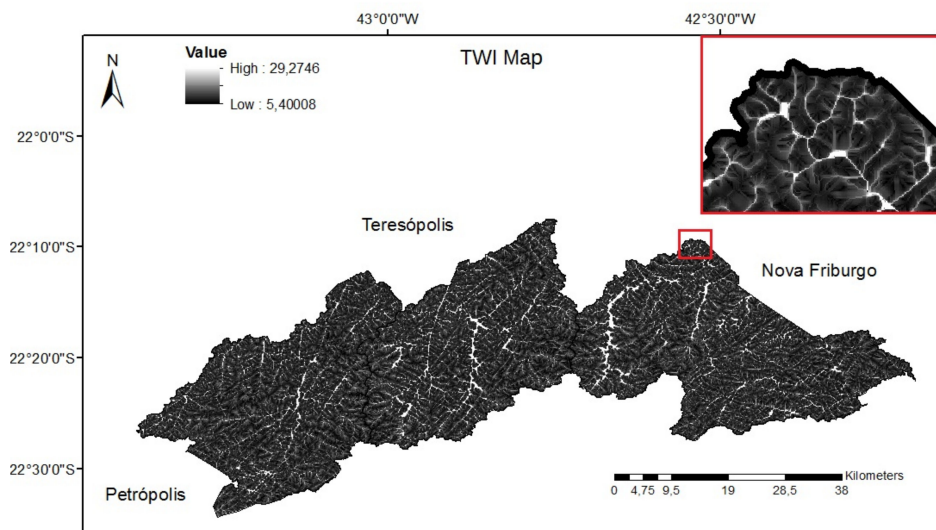 43°0'0"W 42°30'0"W
TWI Map
N
Value
High : 29,2746
Low : 5,40008
22°0'0"S
22°10'0"S
22°20'0"S
22°30'0"S
Teresópolis
Nova Friburgo
Petrópolis
Kilometers
0 4,75 9,5 19 28,5 38